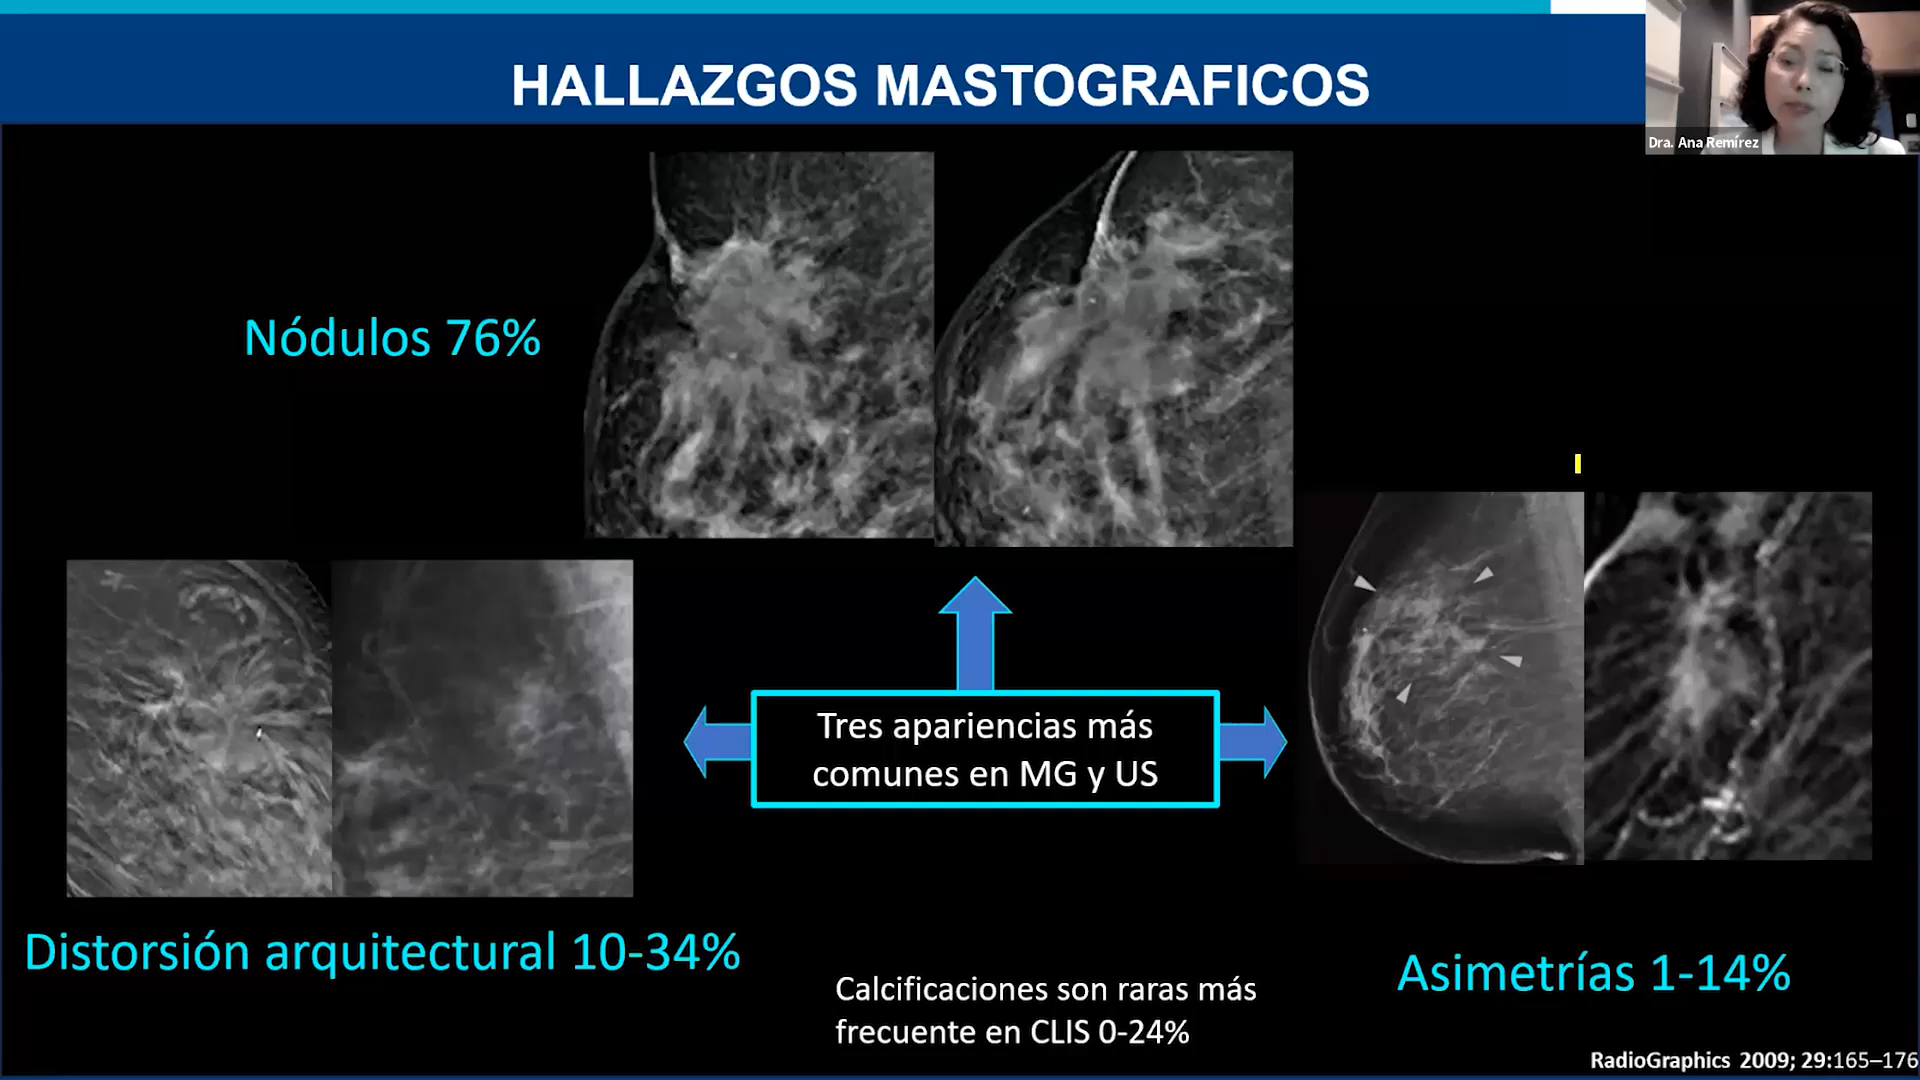 HALLAZGOS MASTOGRAFICOS
Dra. Ana Remírez
Nódulos 76%
Tres apariencias más
comunes en MG y US
Distorsión arquitectural 10-34%
Asimetrías 1-14%
Calcificaciones son raras más
frecuente en CLIS 0-24%
RadioGraphics 2009; 29:165–176